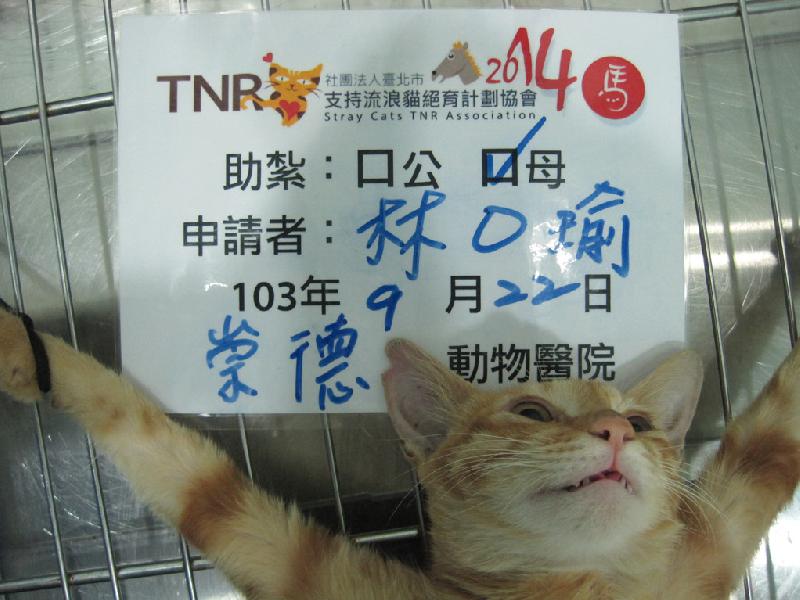 TNR 社團法人臺北市 2014 馬
支持流浪貓絕育計劃協會
Stray Cats TNR Association
助紮：口公 口✓母
申請者：林〇瑜
103年9月22日
崇德動物醫院